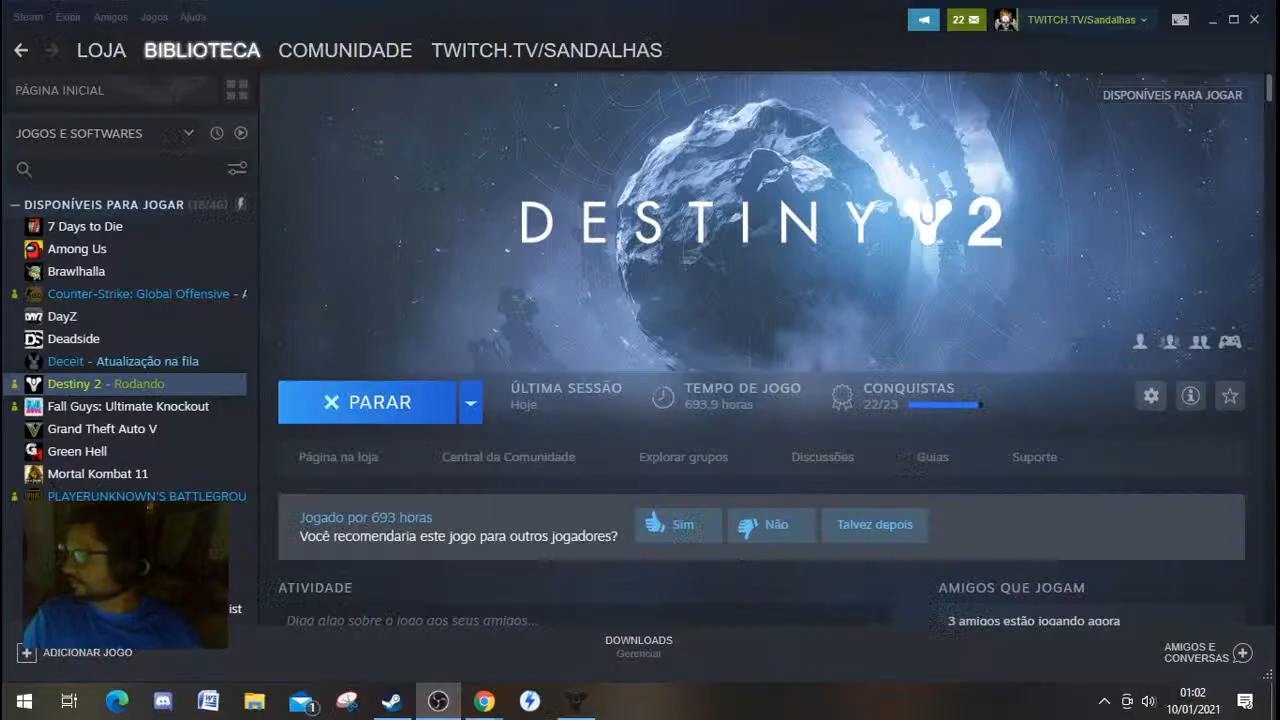 Steam Exibir Amigos Jogos Ajuda
22
TWITCH.TV/Sandalhas
LOJA BIBLIOTECA COMUNIDADE TWITCH.TV/SANDALHAS
PÁGINA INICIAL
JOGOS E SOFTWARES
DISPONÍVEIS PARA JOGAR (18/46)
7 Days to Die
Among Us
Brawlhalla
Counter-Strike: Global Offensive - A
DayZ
Deadside
Deceit - Atualização na fila
Destiny 2 - Rodando
Fall Guys: Ultimate Knockout
Grand Theft Auto V
Green Hell
Mortal Kombat 11
PLAYERUNKNOWN'S BATTLEGROU
ist
ADICIONAR JOGO
DISPONÍVEIS PARA JOGAR
DESTINY 2
PARAR
ÚLTIMA SESSÃO
Hoje
TEMPO DE JOGO
693,9 horas
CONQUISTAS
22/23
Página na loja Central da Comunidade Explorar grupos Discussões Guias Suporte
Jogado por 693 horas
Você recomendaria este jogo para outros jogadores?
Sim Não Talvez depois
ATIVIDADE
Diga algo sobre o jogo aos seus amigos...
AMIGOS QUE JOGAM
3 amigos estão jogando agora
DOWNLOADS
Gerenciar
AMIGOS E
CONVERSAS
1
01:02
10/01/2021